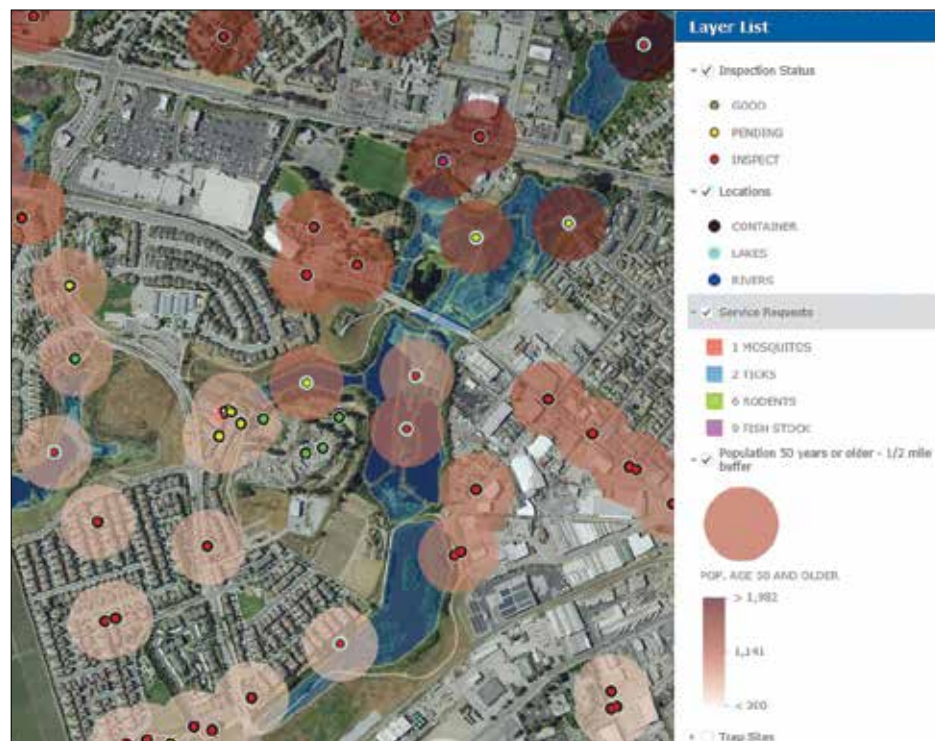 Layer List
Inspection Status
GOOD
PENDING
INSPECT
Locations
CONTAINER
LAKES
RIVERS
Service Requests
1 MOSQUITOS
2 TICKS
6 RODENTS
9 FISH STOCK
Population 50 years or older - 1/2 mile
buffer
POP. AGE 50 AND OLDER
> 1,982
1,141
< 300
Trap Sites